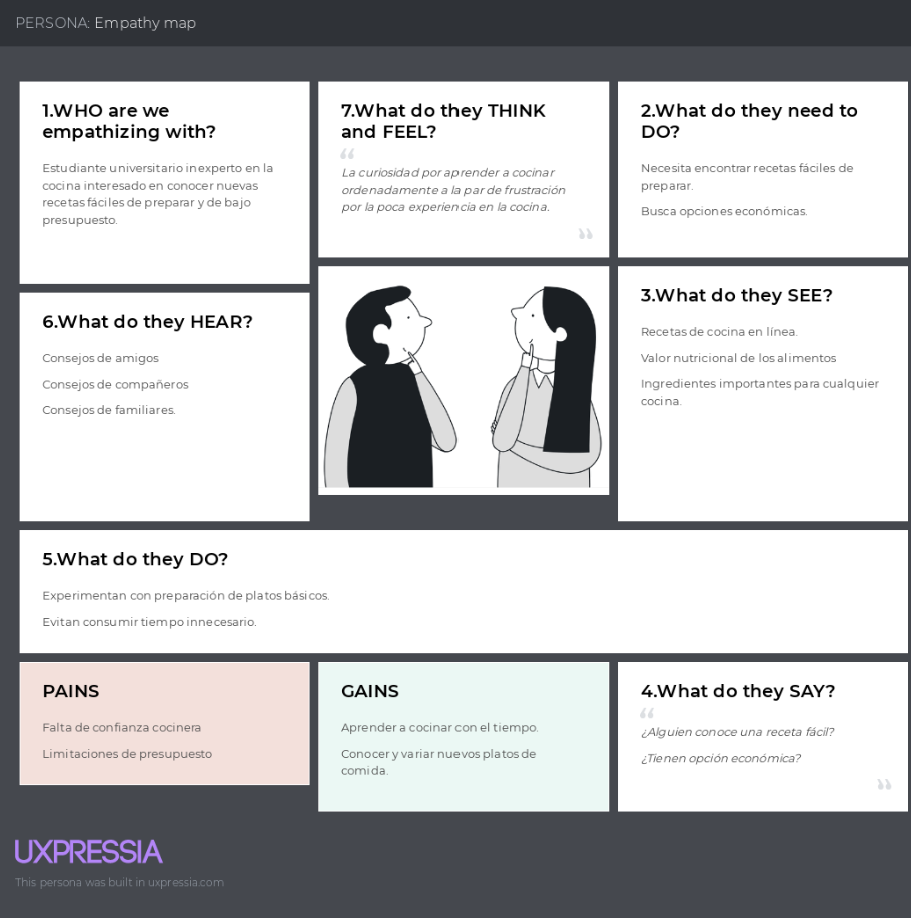 PERSONA: Empathy map
1.WHO are we
empathizing with?
Estudiante universitario inexperto en la
cocina interesado en conocer nuevas
recetas fáciles de preparar y de bajo
presupuesto.
7.What do they THINK
and FEEL?
“
La curiosidad por aprender a cocinar
ordenadamente a la par de frustración
por la poca experiencia en la cocina.
”
2.What do they need to
DO?
Necesita encontrar recetas fáciles de
preparar.
Busca opciones económicas.
6.What do they HEAR?
Consejos de amigos
Consejos de compañeros
Consejos de familiares.
3.What do they SEE?
Recetas de cocina en línea.
Valor nutricional de los alimentos
Ingredientes importantes para cualquier
cocina.
5.What do they DO?
Experimentan con preparación de platos básicos.
Evitan consumir tiempo innecesario.
PAINS
Falta de confianza cocinera
Limitaciones de presupuesto
GAINS
Aprender a cocinar con el tiempo.
Conocer y variar nuevos platos de
comida.
4.What do they SAY?
“
¿Alguien conoce una receta fácil?
¿Tienen opción económica?
”
UXPRESSIA
This persona was built in uxpressia.com